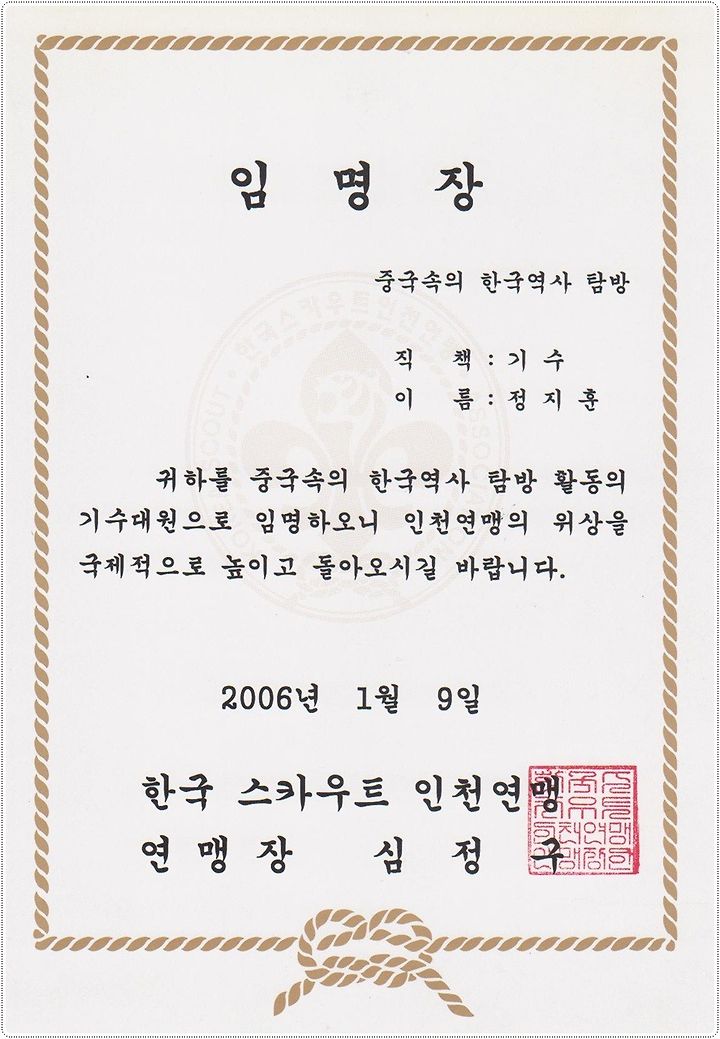 임 명 장
중국속의 한국역사 탐방
직 책 : 기 수
이 름 : 정 지 훈
귀하를 중국속의 한국역사 탐방 활동의
기수대원으로 임명하오니 인천연맹의 위상을
국제적으로 높이고 돌아오시길 바랍니다.
2006년 1월 9일
한국 스카우트 인천연맹
연 맹 장 심 정 구